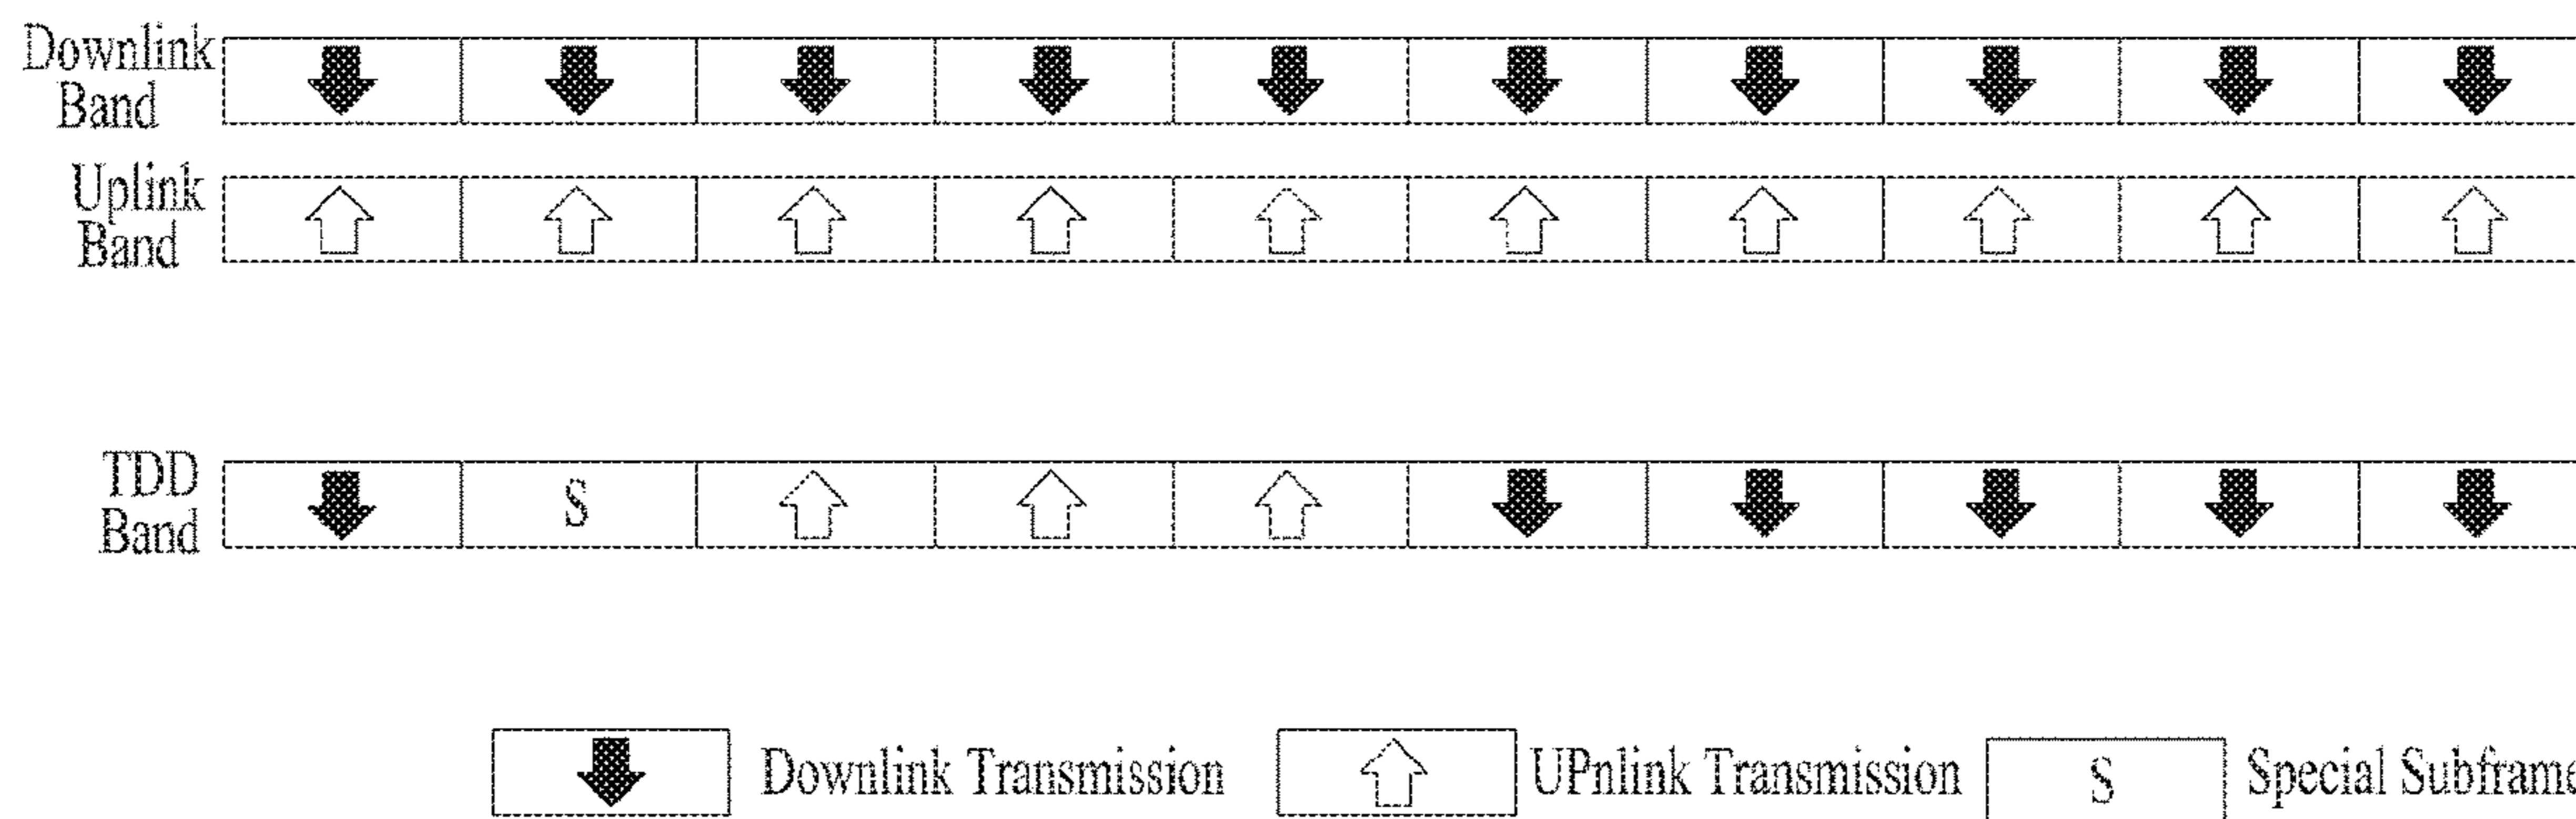 Downlink
Band
Uplink
Band
TDD
Band
S
Downlink Transmission
UPnlink Transmission
S
Special Subframe